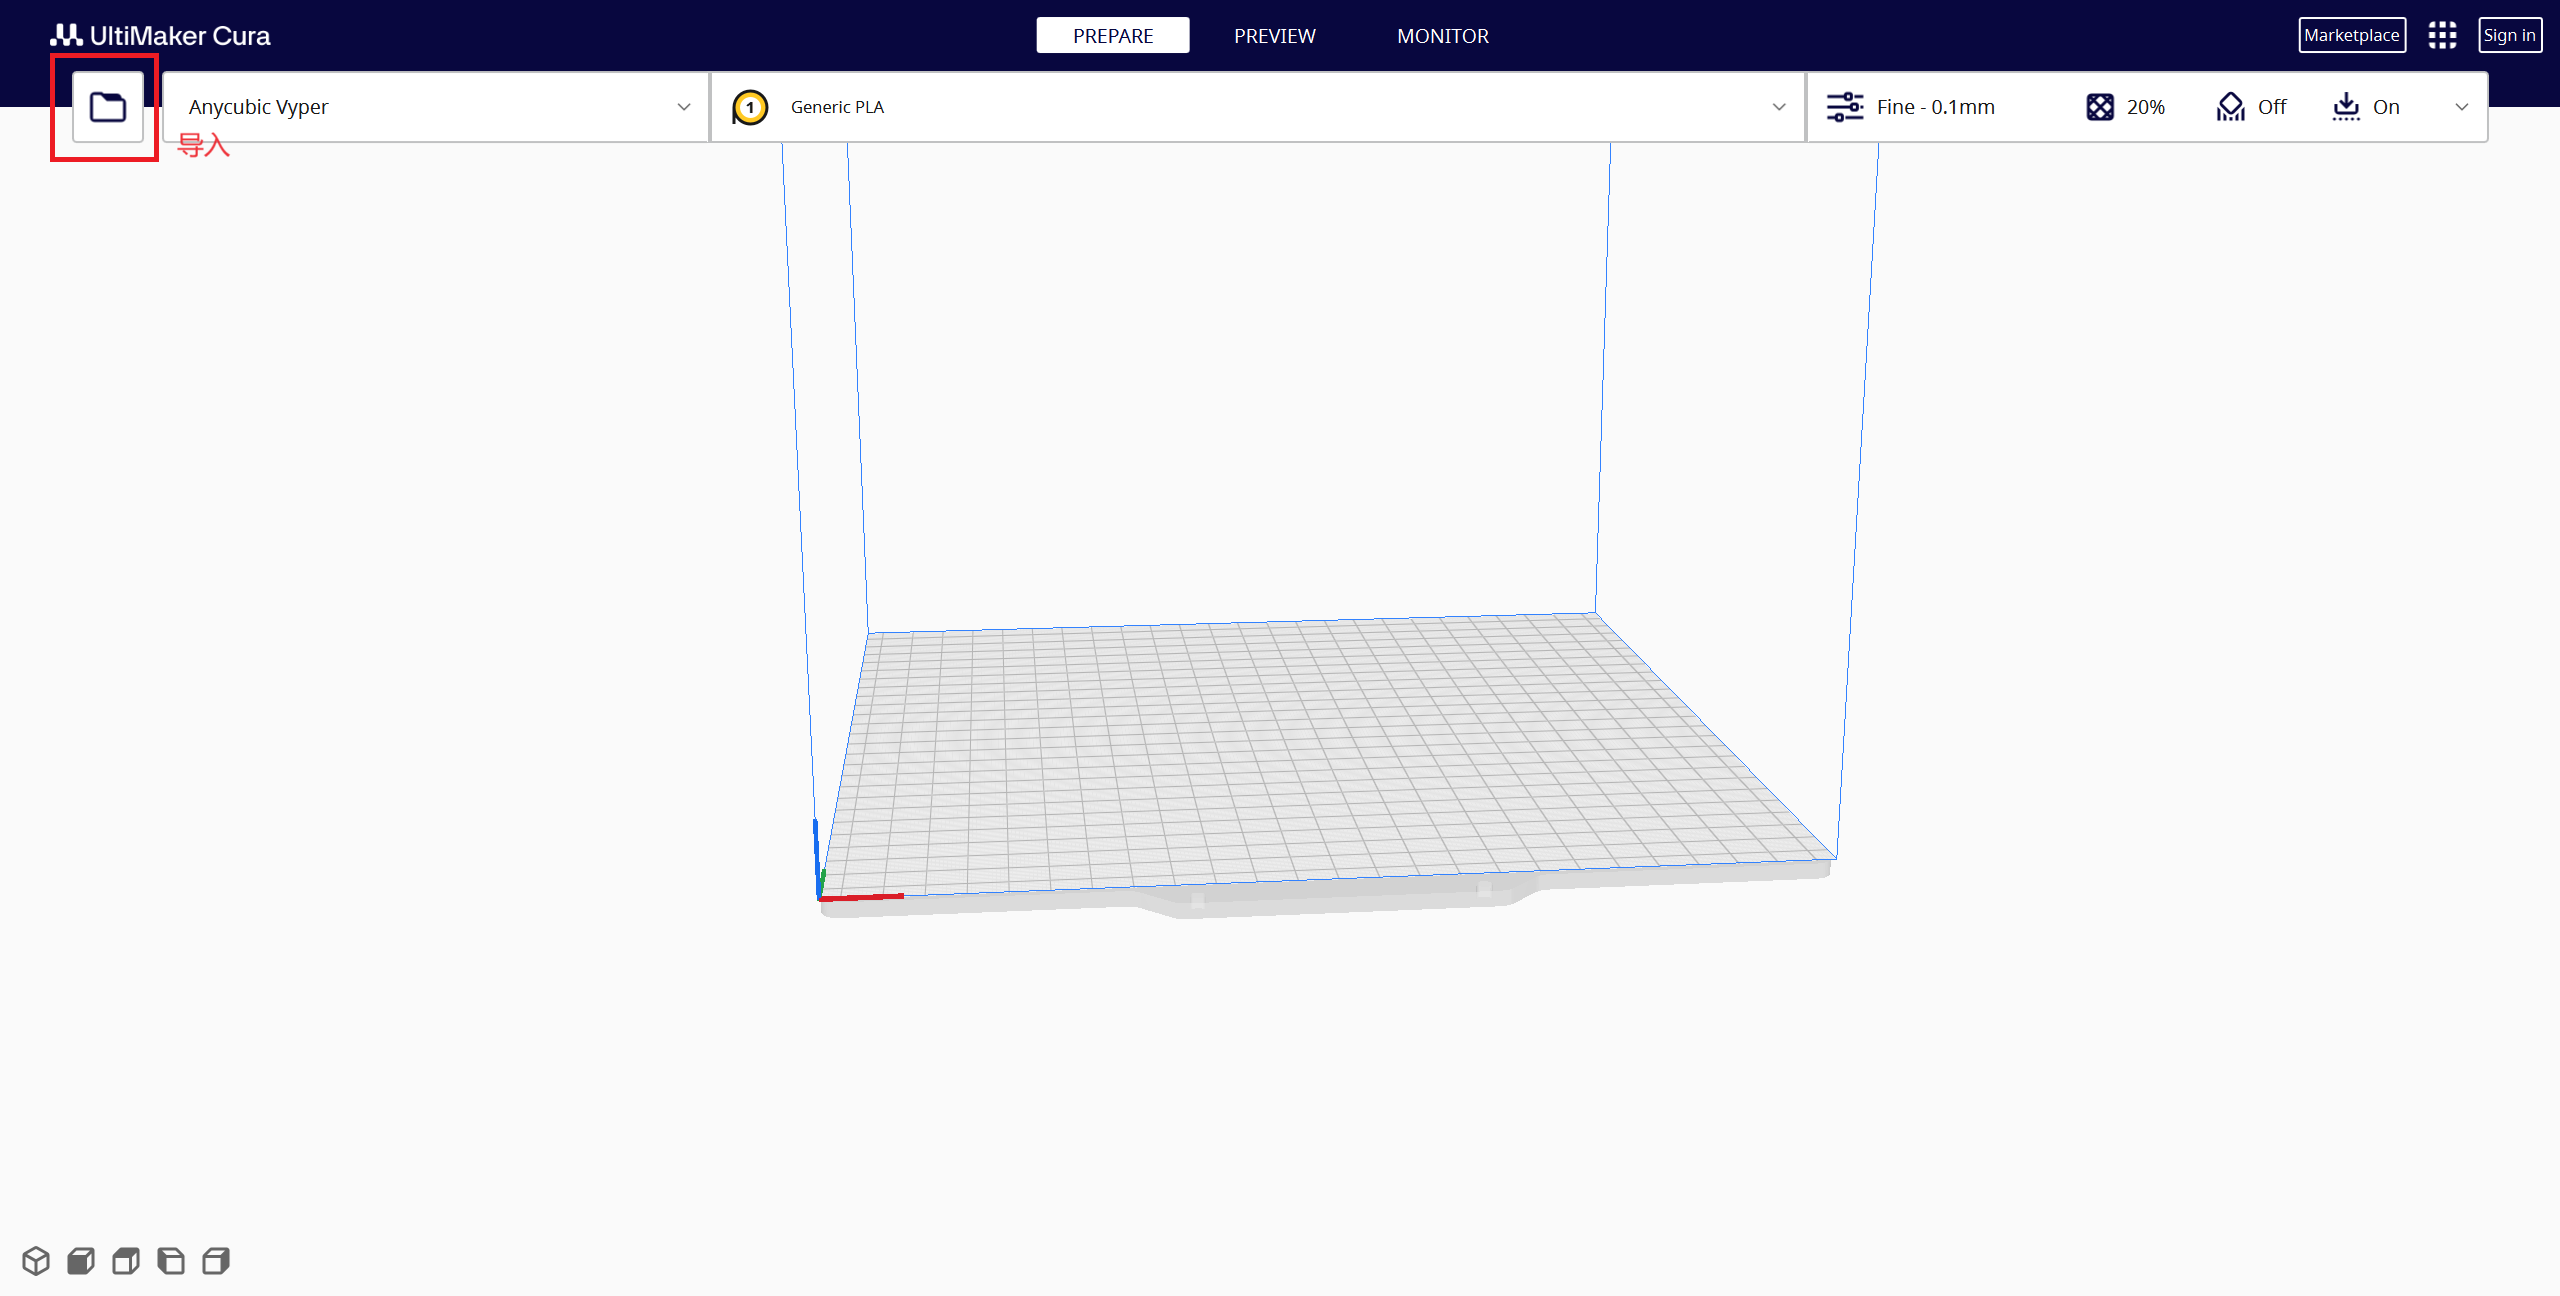 UltiMaker Cura
PREPARE
PREVIEW
MONITOR
Marketplace
Sign in
Anycubic Vyper
1
Generic PLA
Fine - 0.1mm
20%
Off
On
导入